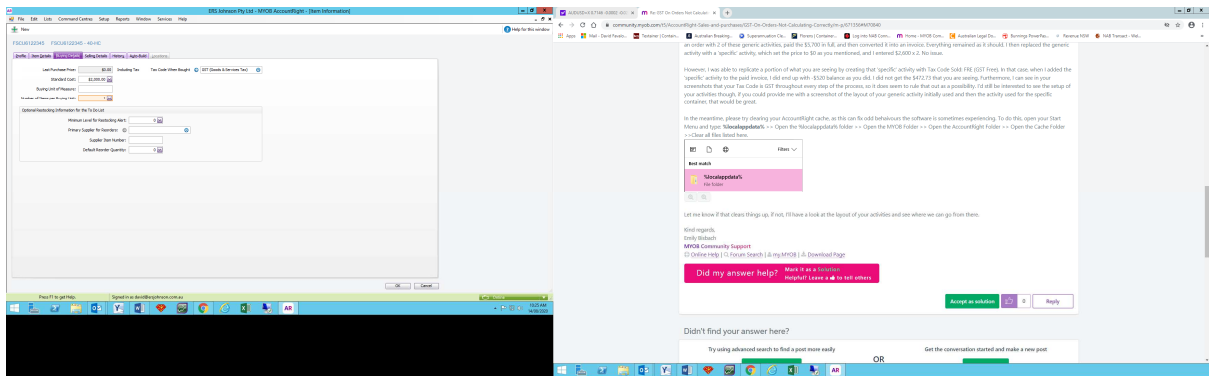 ERS Johnson Pty Ltd - MYOB AccountRight - [Item Information]
File Edit Lists Command Centres Setup Reports Window Services Help
New
Help for this window
FSCU8122345 FSCU8122345 - 40-HC
Profile Item Details Buying Details Selling Details History Auto-Build
Last Purchase Price: $0.00 Including Tax Tax Code When Bought: GST (Goods & Services Tax)
Standard Cost: $2,000.00
Buying Unit of Measure:
Number of Items per Buying Unit: 1
Optional Restocking Information for the To Do List
Minimum Level for Restocking Alert: 0
Primary Supplier for Reorders:
Supplier Item Number:
Default Reorder Quantity: 0
OK Cancel
Press F1 to get Help.
10:25 AM
14/09/2020
Re: GST On Orders Not Calculat
Apps
an order with 2 of these generic activities, paid the $5,700 in full, and then converted it into an invoice. Everything remained as it should. I then replaced the generic
activity with a 'specific' activity, which set the price to $0 as you mentioned, and I entered $2,600 x 2. No issue.
However, I was able to replicate a portion of what you are seeing by creating that 'specific' activity with Tax Code Sold: FRE (GST Free). In that case, when I added the
'specific' activity to the paid invoice, I did end up with -$520 balance as you did. I did not get the $472.73 that you are seeing. Furthermore, I can see in your
screenshots that your Tax Code is GST throughout every step of the process, so it does seem to rule that out as a possibility. I'd still be interested to see the setup of
your activities though, if you could provide me with a screenshot of the layout of your generic activity initially used and then the activity used for the specific
container, that would be great.
In the meantime, please try clearing your AccountRight cache, as this can fix odd behaviours the software is sometimes experiencing. To do this, open your Start
Menu and type: %localappdata% >> Open the %localappdata% folder >> Open the MYOB Folder >> Open the AccountRight Folder >> Open the Cache Folder
>>Clear all files listed here.
Filters
Best match
%localappdata%
File folder
Let me know if that clears things up, if not, I'll have a look at the layout of your activities and see where we can go from there.
Kind regards,
MYOB Community Support
Online Help | Forum Search | my.MYOB | Download Page
Did my answer help? Mark it as a Solution
Helpful? Leave a to tell others
Accept as solution 0 Reply
Didn't find your answer here?
Try using advanced search to find a post more easily
OR
Get the conversation started and make a new post